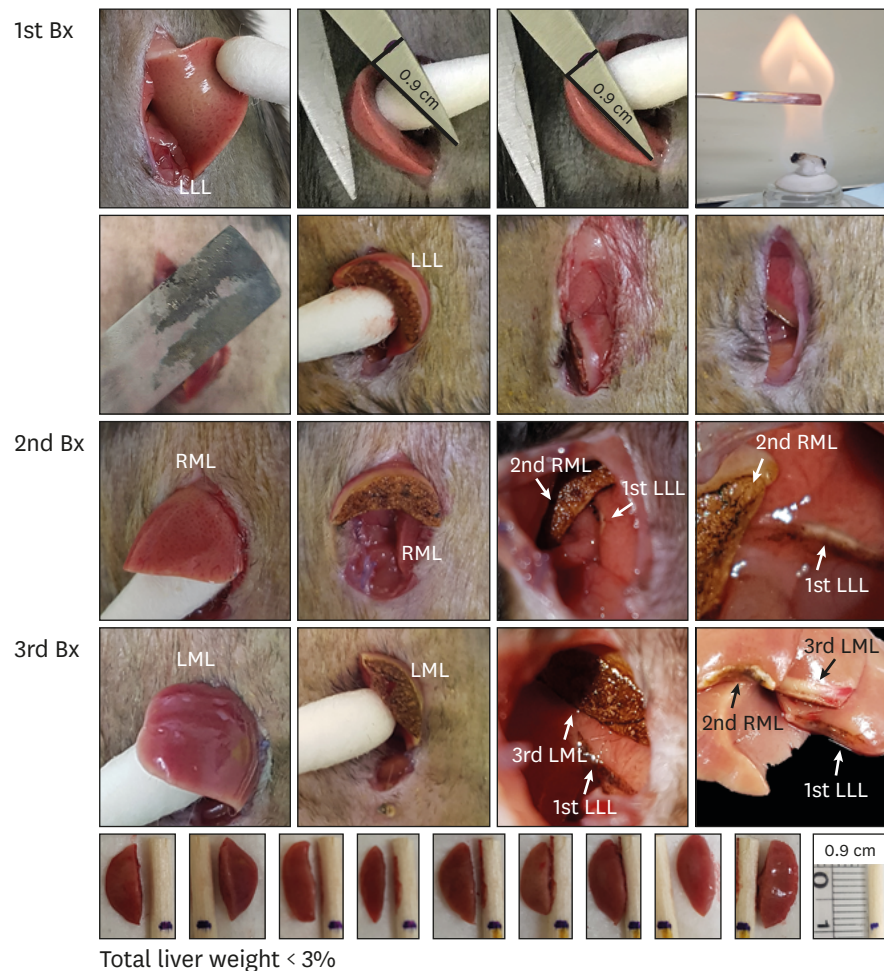 1st Bx
LLL
0.9 cm
0.9 cm
LLL
2nd Bx
RML
RML
2nd RML
1st LLL
2nd RML
1st LLL
3rd Bx
LML
LML
3rd LML
1st LLL
3rd LML
2nd RML
1st LLL
0.9 cm
0
1
Total liver weight < 3%